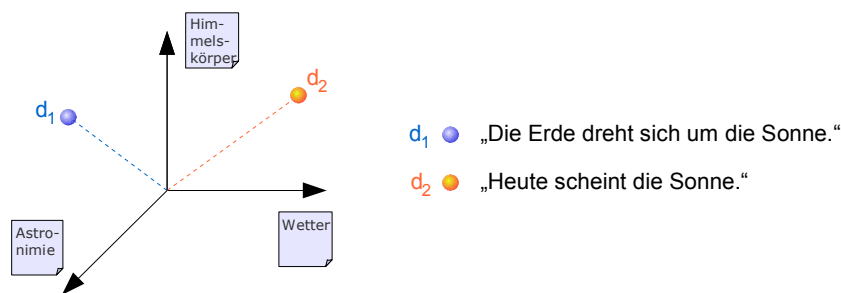 Him-
mels-
körper
d1
d2
d1 „Die Erde dreht sich um die Sonne.“
d2 „Heute scheint die Sonne.“
Astro-
nimie
Wetter